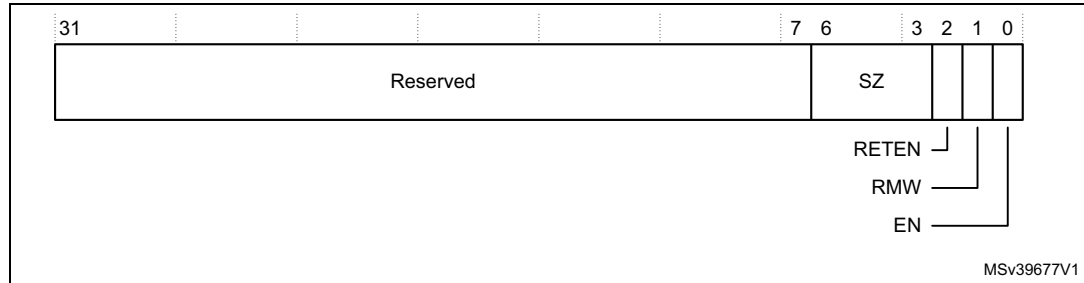 31 7 6 3 2 1 0
Reserved SZ
RETEN
RMW
EN
MSv39677V1